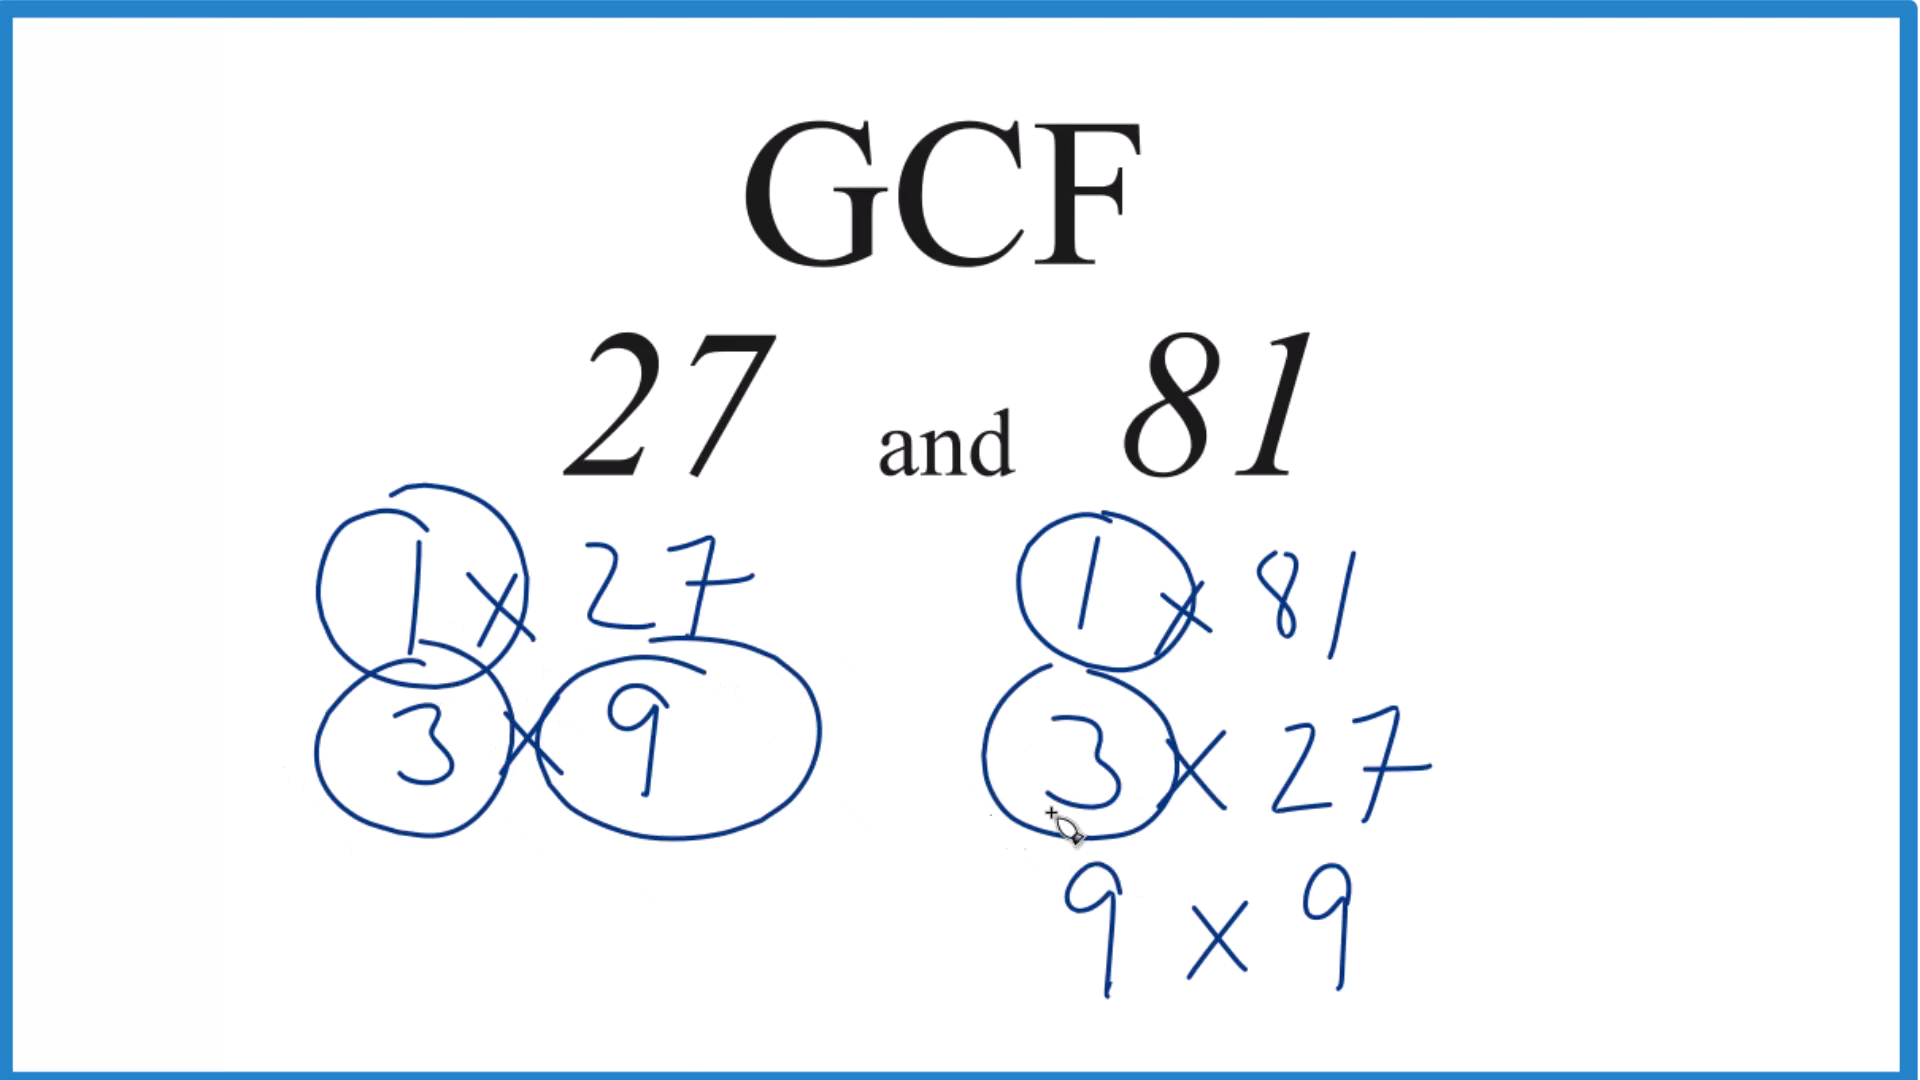 GCF
27 and 81
1 x 27
1 x 81
3 x 9
3 x 27
9 x 9